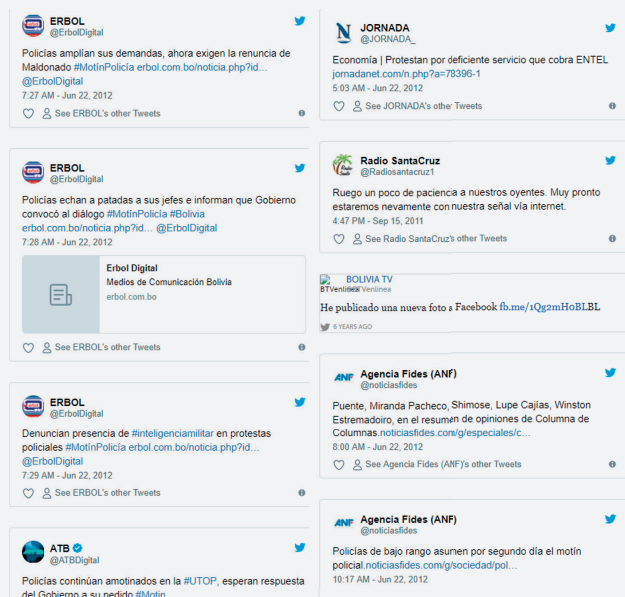 ERBOL
@ErbolDigital
Policías amplían sus demandas, ahora exigen la renuncia de
Maldonado #MotínPolicía erbol.com.bo/noticia.php?id…
@ErbolDigital
7:27 AM - Jun 22, 2012
See ERBOL's other Tweets
ERBOL
@ErbolDigital
Policías echan a patadas a sus jefes e informan que Gobierno
convocó al diálogo #MotínPolicía #Bolivia
erbol.com.bo/noticia.php?id… @ErbolDigital
7:28 AM - Jun 22, 2012
Erbol Digital
Medios de Comunicación Bolivia
erbol.com.bo
See ERBOL's other Tweets
ERBOL
@ErbolDigital
Denuncian presencia de #inteligenciamilitar en protestas
policiales #MotínPolicía erbol.com.bo/noticia.php?id…
@ErbolDigital
7:29 AM - Jun 22, 2012
See ERBOL's other Tweets
ATB
@ATBDigital
Policías continúan amotinados en la #UTOP, esperan respuesta
del Gobierno a su pedido #Motin
N JORNADA
@JORNADA_
Economía | Protestan por deficiente servicio que cobra ENTEL
jornadanet.com/n.php?a=78396-1
5:03 AM - Jun 22, 2012
See JORNADA's other Tweets
Radio SantaCruz
@Radiosantacruz1
Ruego un poco de paciencia a nuestros oyentes. Muy pronto
estaremos nevamente con nuestra señal vía internet.
4:47 PM - Sep 15, 2011
See Radio SantaCruz's other Tweets
BOLIVIA TV
BTVenlinea
He publicado una nueva foto s Facebook fb.me/1Qg2mHoBLBL
6 YEARS AGO
ANF Agencia Fides (ANF)
@noticiasfides
Puente, Miranda Pacheco, Shimose, Lupe Cajías, Winston
Estremadoiro, en el resumen de opiniones de Columna de
Columnas.noticiasfides.com/g/especiales/c…
8:00 AM - Jun 22, 2012
See Agencia Fides (ANF)'s other Tweets
ANF Agencia Fides (ANF)
@noticiasfides
Policías de bajo rango asumen por segundo día el motín
policial.noticiasfides.com/g/sociedad/pol…
10:17 AM - Jun 22, 2012